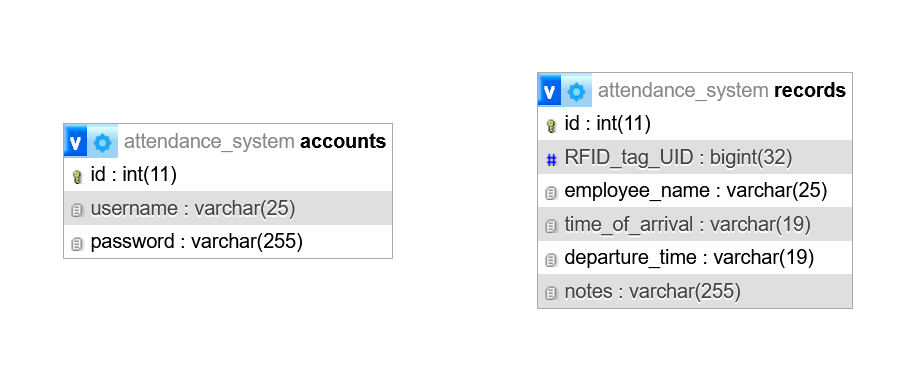 v attendance_system accounts
id : int(11)
username : varchar(25)
password : varchar(255)
v attendance_system records
id : int(11)
# RFID_tag_UID : bigint(32)
employee_name : varchar(25)
time_of_arrival : varchar(19)
departure_time : varchar(19)
notes : varchar(255)